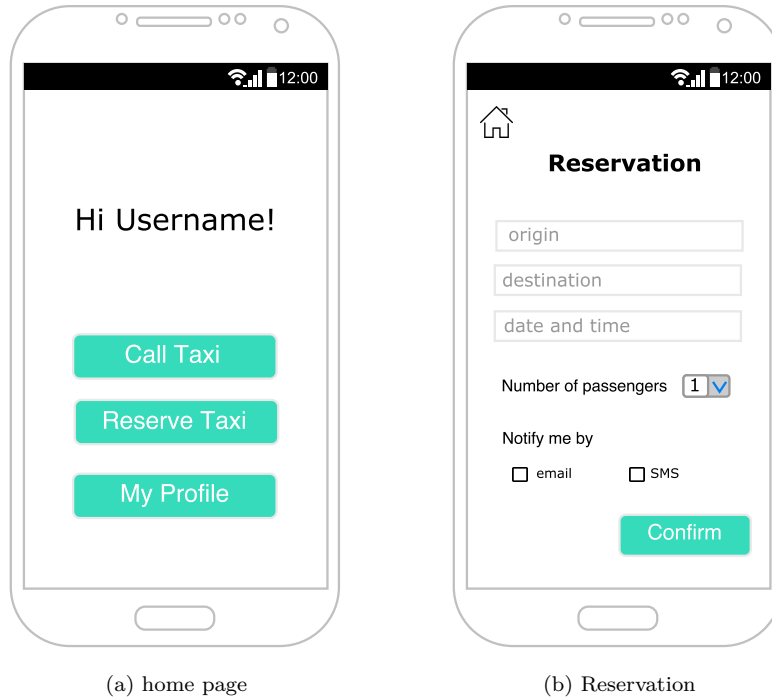 12:00
Hi Username!
Call Taxi
Reserve Taxi
My Profile
(a) home page
12:00
Reservation
origin
destination
date and time
Number of passengers 1
Notify me by
email SMS
Confirm
(b) Reservation